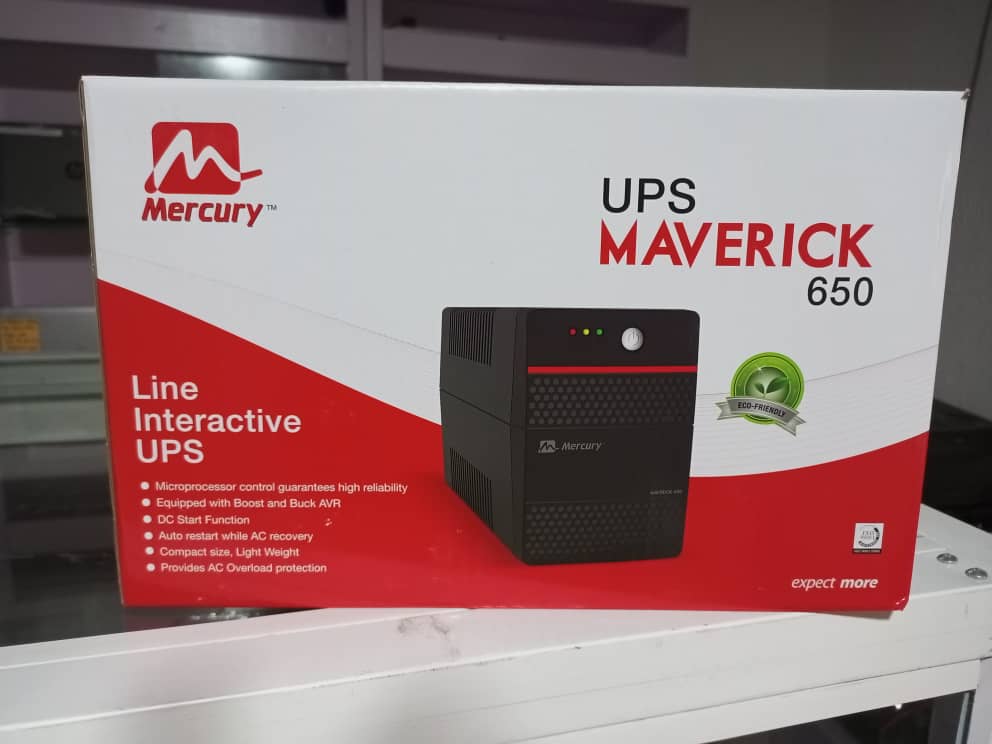 Mercury™
UPS
MAVERICK
650
Line
Interactive
UPS
● Microprocessor control guarantees high reliability
● Equipped with Boost and Buck AVR
● DC Start Function
● Auto restart while AC recovery
● Compact size, Light Weight
● Provides AC Overload protection
Mercury
MAVERICK 650
ECO-FRIENDLY
expect more